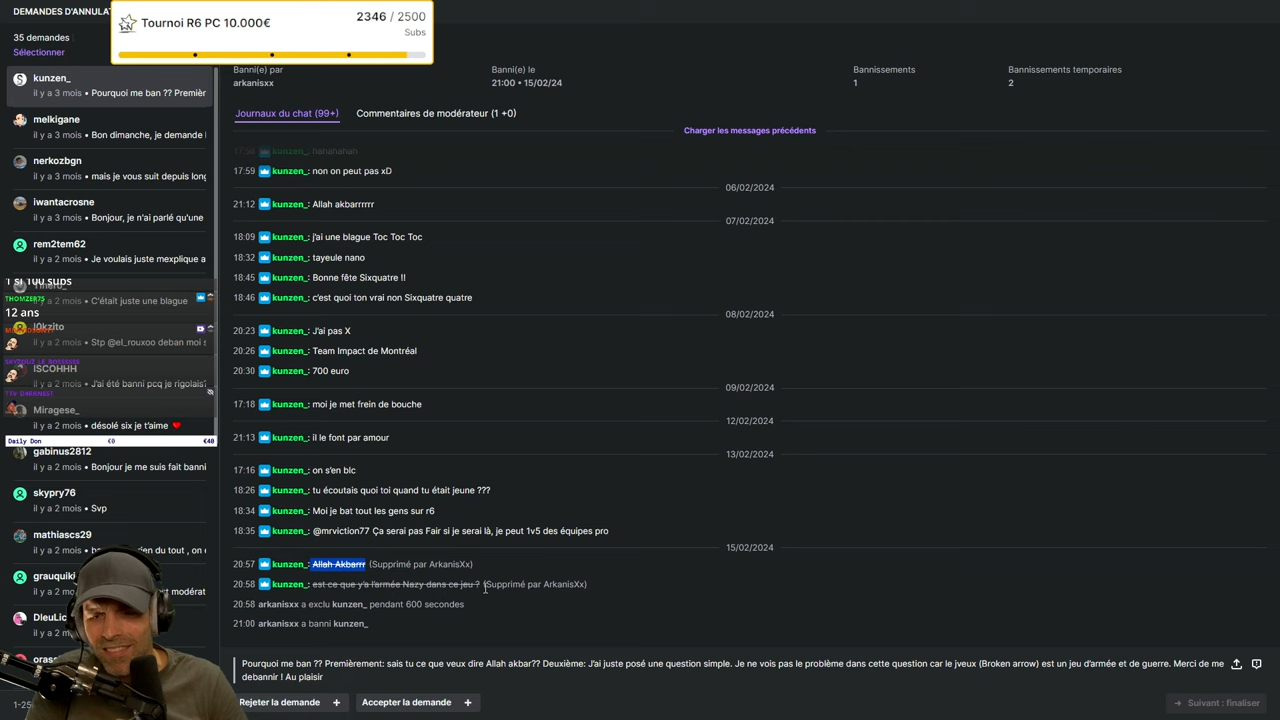 DEMANDES D'ANNULAT
Tournoi R6 PC 10.000€
2346 / 2500
Subs
35 demandes
Sélectionner
kunzen_
il y a 3 mois • Pourquoi me ban ?? Premièr
melkigane
il y a 3 mois • Bon dimanche, je demande l
nerkozbgn
il y a 3 mois • mais je vous suit depuis long
iwantacrosne
il y a 3 mois • Bonjour, je n'ai parlé qu'une
rem2tem62
il y a 2 mois • Je voulais juste mexplique a
1 si 100 subs
il y a 2 mois • C'était juste une blague
THOMZER75
12 ans
l0kzito
il y a 2 mois • Stp @el_rouxoo deban moi s
ISCOHHH
il y a 2 mois • J'ai été banni pcq je rigolais?
Miragese_
il y a 2 mois • désolé six je t'aime ❤
Daily Don €0 €40
gabinus2812
il y a 2 mois • Bonjour je me suis fait banni
skypry76
il y a 2 mois • Svp
mathiascs29
grauquiki
DLeuLic
1-25
Banni(e) par
arkanisxx
Banni(e) le
21:00 • 15/02/24
Bannissements
1
Bannissements temporaires
2
Journaux du chat (99+)
Commentaires de modérateur (1 +0)
Charger les messages précédents
kunzen_: hahahahah
17:59 kunzen_: non on peut pas xD
06/02/2024
21:12 kunzen_: Allah akbarrrrrr
07/02/2024
18:09 kunzen_: j'ai une blague Toc Toc Toc
18:32 kunzen_: tayeule nano
18:45 kunzen_: Bonne fête Sixquatre !!
18:46 kunzen_: c'est quoi ton vrai non Sixquatre quatre
08/02/2024
20:23 kunzen_: J'ai pas X
20:26 kunzen_: Team Impact de Montréal
20:30 kunzen_: 700 euro
09/02/2024
17:18 kunzen_: moi je met frein de bouche
12/02/2024
21:13 kunzen_: il le font par amour
13/02/2024
17:16 kunzen_: on s'en blc
18:26 kunzen_: tu écoutais quoi toi quand tu était jeune ???
18:34 kunzen_: Moi je bat tout les gens sur r6
18:35 kunzen_: @mrviction77 Ça serai pas Fair si je serai là, je peut 1v5 des équipes pro
15/02/2024
20:57 kunzen_: Allah Akbarrr (Supprimé par ArkanisXx)
20:58 kunzen_: est ce que y'a l'armée Nazy dans ce jeu ? (Supprimé par ArkanisXx)
20:58 arkanisxx a exclu kunzen_ pendant 600 secondes
21:00 arkanisxx a banni kunzen_
Pourquoi me ban ?? Premièrement: sais tu ce que veux dire Allah akbar?? Deuxième: J'ai juste posé une question simple. Je ne vois pas le problème dans cette question car le jveux (Broken arrow) est un jeu d'armée et de guerre. Merci de me
debannir ! Au plaisir
Rejeter la demande +
Accepter la demande +
→ Suivant : finaliser